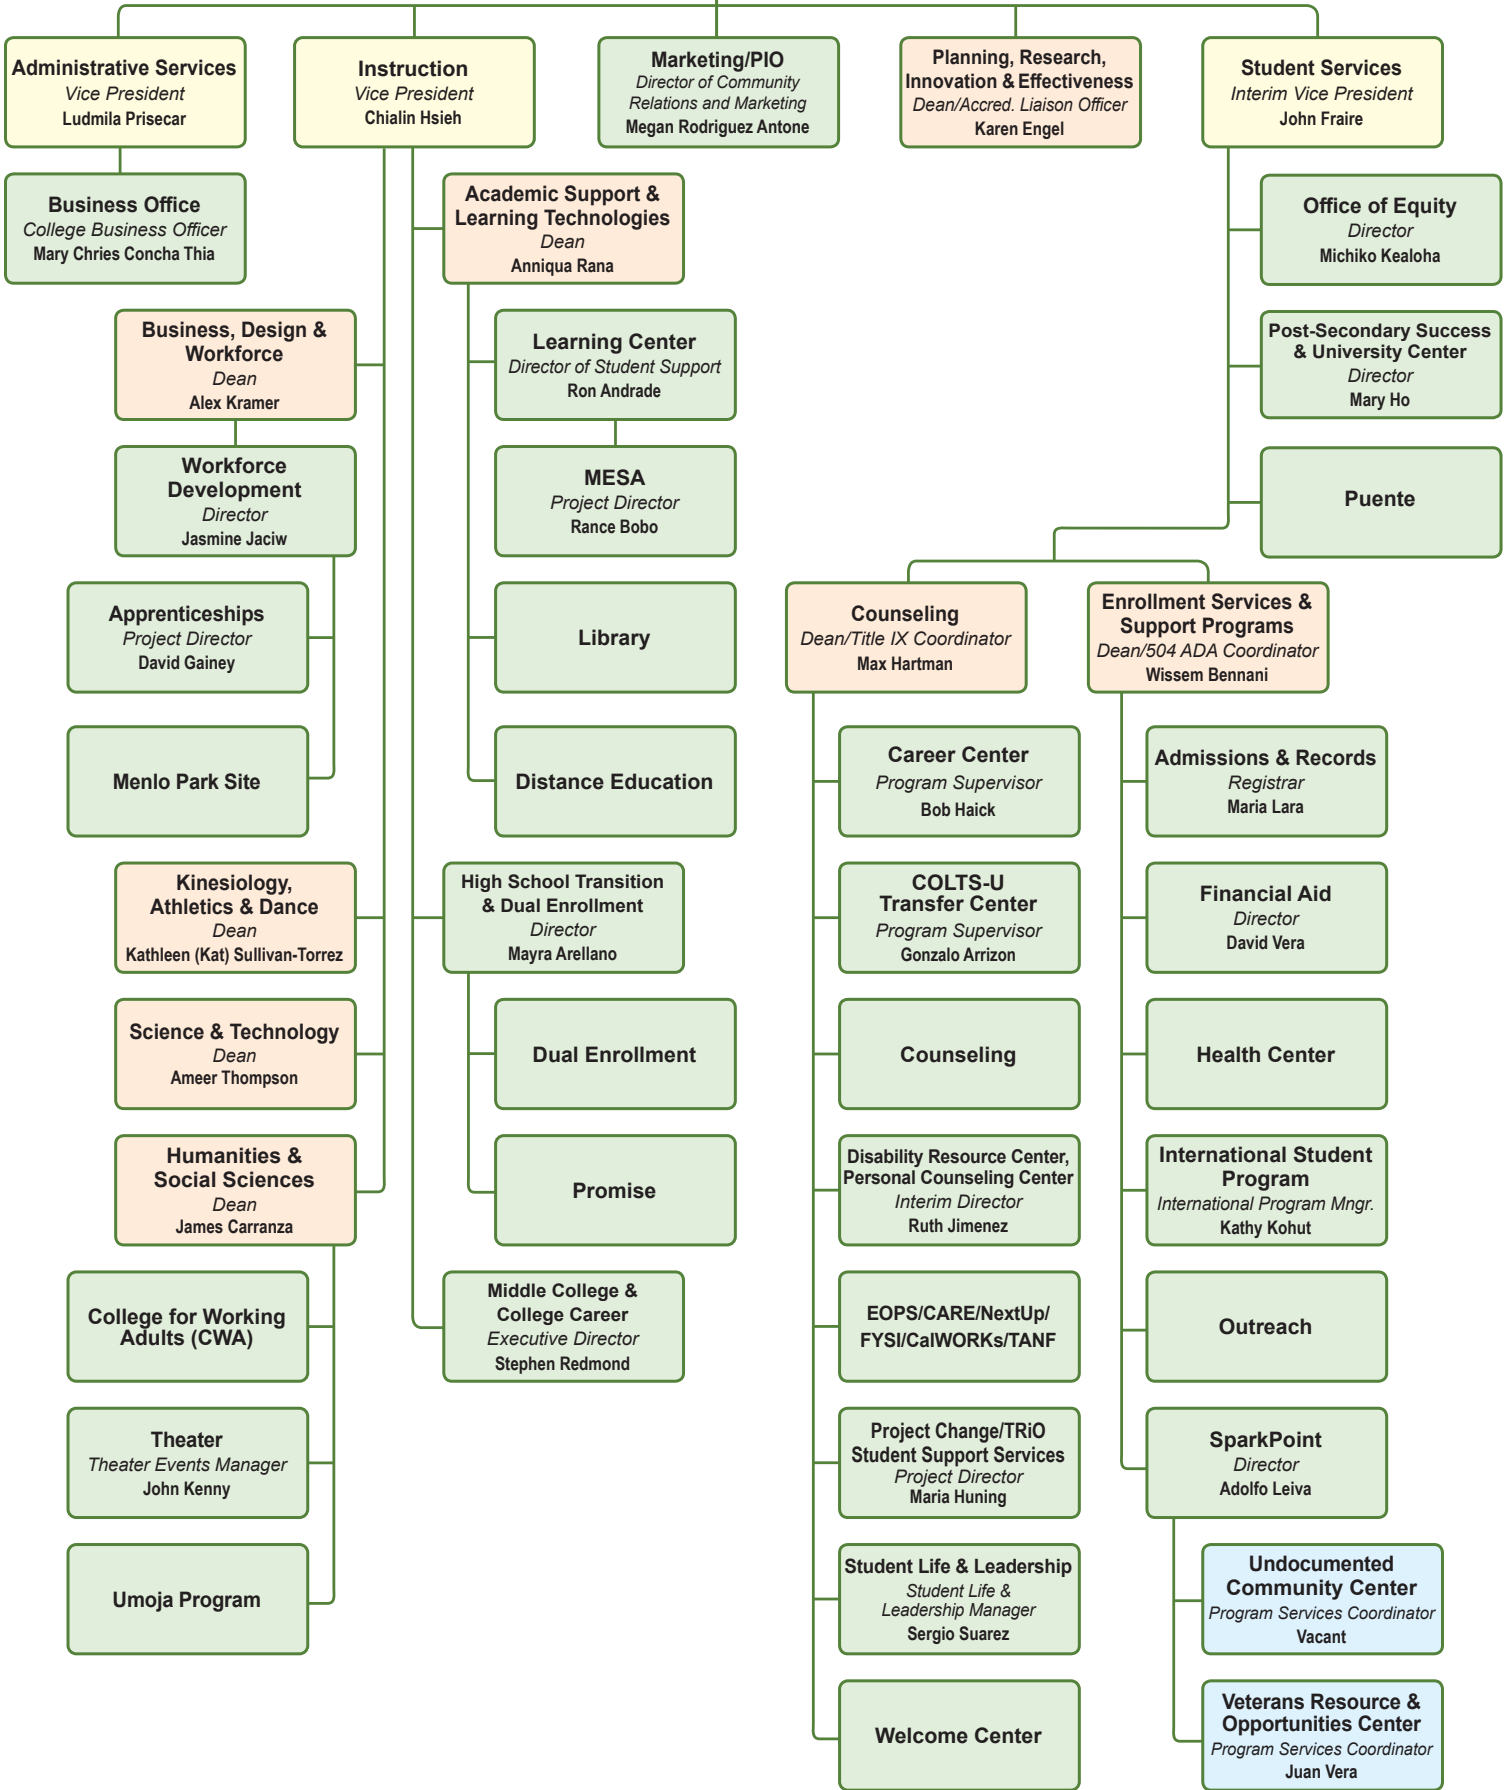 Administrative Services
Vice President
Ludmila Prisecar
Instruction
Vice President
Chialin Hsieh
Marketing/PIO
Director of Community
Relations and Marketing
Megan Rodriguez Antone
Planning, Research,
Innovation & Effectiveness
Dean/Accred. Liaison Officer
Karen Engel
Student Services
Interim Vice President
John Fraire
Business Office
College Business Officer
Mary Chries Concha Thia
Business, Design &
Workforce
Dean
Alex Kramer
Workforce
Development
Director
Jasmine Jaciw
Apprenticeships
Project Director
David Gainey
Menlo Park Site
Kinesiology,
Athletics & Dance
Dean
Kathleen (Kat) Sullivan-Torrez
Science & Technology
Dean
Ameer Thompson
Humanities &
Social Sciences
Dean
James Carranza
College for Working
Adults (CWA)
Theater
Theater Events Manager
John Kenny
Umoja Program
Academic Support &
Learning Technologies
Dean
Anniqua Rana
Learning Center
Director of Student Support
Ron Andrade
MESA
Project Director
Rance Bobo
Library
Distance Education
High School Transition
& Dual Enrollment
Director
Mayra Arellano
Dual Enrollment
Promise
Middle College &
College Career
Executive Director
Stephen Redmond
Office of Equity
Director
Michiko Kealoha
Post-Secondary Success
& University Center
Director
Mary Ho
Puente
Counseling
Dean/Title IX Coordinator
Max Hartman
Career Center
Program Supervisor
Bob Haick
COLTS-U
Transfer Center
Program Supervisor
Gonzalo Arrizon
Counseling
Disability Resource Center,
Personal Counseling Center
Interim Director
Ruth Jimenez
EOPS/CARE/NextUp/
FYSI/CalWORKs/TANF
Project Change/TRiO
Student Support Services
Project Director
Maria Huning
Student Life & Leadership
Student Life &
Leadership Manager
Sergio Suarez
Welcome Center
Enrollment Services &
Support Programs
Dean/504 ADA Coordinator
Wissem Bennani
Admissions & Records
Registrar
Maria Lara
Financial Aid
Director
David Vera
Health Center
International Student
Program
International Program Mngr.
Kathy Kohut
Outreach
SparkPoint
Director
Adolfo Leiva
Undocumented
Community Center
Program Services Coordinator
Vacant
Veterans Resource &
Opportunities Center
Program Services Coordinator
Juan Vera